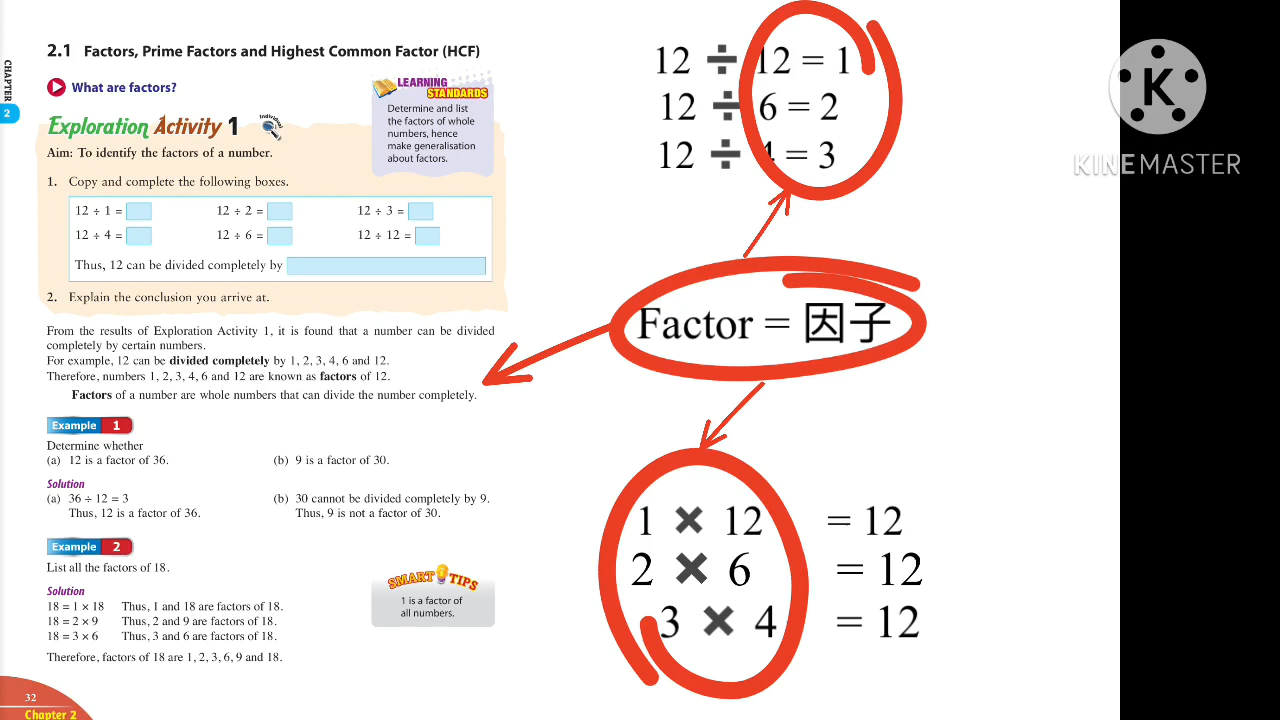 2.1 Factors, Prime Factors and Highest Common Factor (HCF)
CHAPTER
2
What are factors?
LEARNING
STANDARDS
Determine and list
the factors of whole
numbers, hence
make generalisation
about factors.
Exploration Activity 1
Individual
Aim: To identify the factors of a number.
1. Copy and complete the following boxes.
12 ÷ 1 = 12 ÷ 2 = 12 ÷ 3 =
12 ÷ 4 = 12 ÷ 6 = 12 ÷ 12 =
Thus, 12 can be divided completely by
2. Explain the conclusion you arrive at.
From the results of Exploration Activity 1, it is found that a number can be divided
completely by certain numbers.
For example, 12 can be divided completely by 1, 2, 3, 4, 6 and 12.
Therefore, numbers 1, 2, 3, 4, 6 and 12 are known as factors of 12.
Factors of a number are whole numbers that can divide the number completely.
Example 1
Determine whether
(a) 12 is a factor of 36. (b) 9 is a factor of 30.
Solution
(a) 36 ÷ 12 = 3 (b) 30 cannot be divided completely by 9.
Thus, 12 is a factor of 36. Thus, 9 is not a factor of 30.
Example 2
List all the factors of 18.
Solution
18 = 1 × 18 Thus, 1 and 18 are factors of 18.
18 = 2 × 9 Thus, 2 and 9 are factors of 18.
18 = 3 × 6 Thus, 3 and 6 are factors of 18.
Therefore, factors of 18 are 1, 2, 3, 6, 9 and 18.
SMART TIPS
1 is a factor of
all numbers.
32
Chapter 2
12 ÷ 12 = 1
12 ÷ 6 = 2
12 ÷ 4 = 3
Factor = 因子
1 × 12 = 12
2 × 6 = 12
3 × 4 = 12
K
KINEMASTER